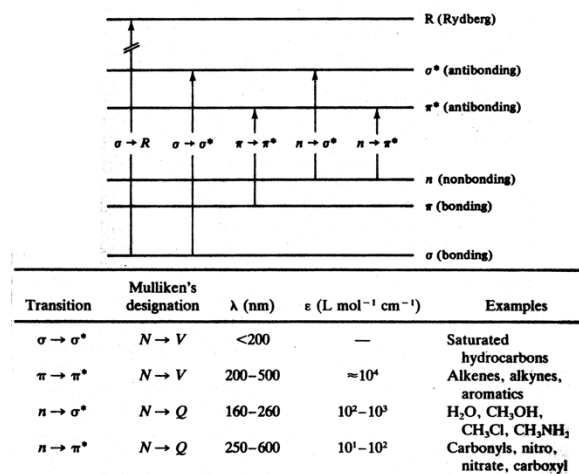 R (Rydberg)
σ* (antibonding)
π* (antibonding)
σ → R σ → σ* π → π* n → σ* n → π*
n (nonbonding)
π (bonding)
σ (bonding)
Mulliken's
Transition designation λ (nm) ε (L mol⁻¹ cm⁻¹) Examples
σ → σ* N → V <200 — Saturated
hydrocarbons
π → π* N → V 200–500 ≈10⁴ Alkenes, alkynes,
aromatics
n → σ* N → Q 160–260 10²–10³ H₂O, CH₃OH,
CH₃Cl, CH₃NH₂
n → π* N → Q 250–600 10¹–10² Carbonyls, nitro,
nitrate, carboxyl